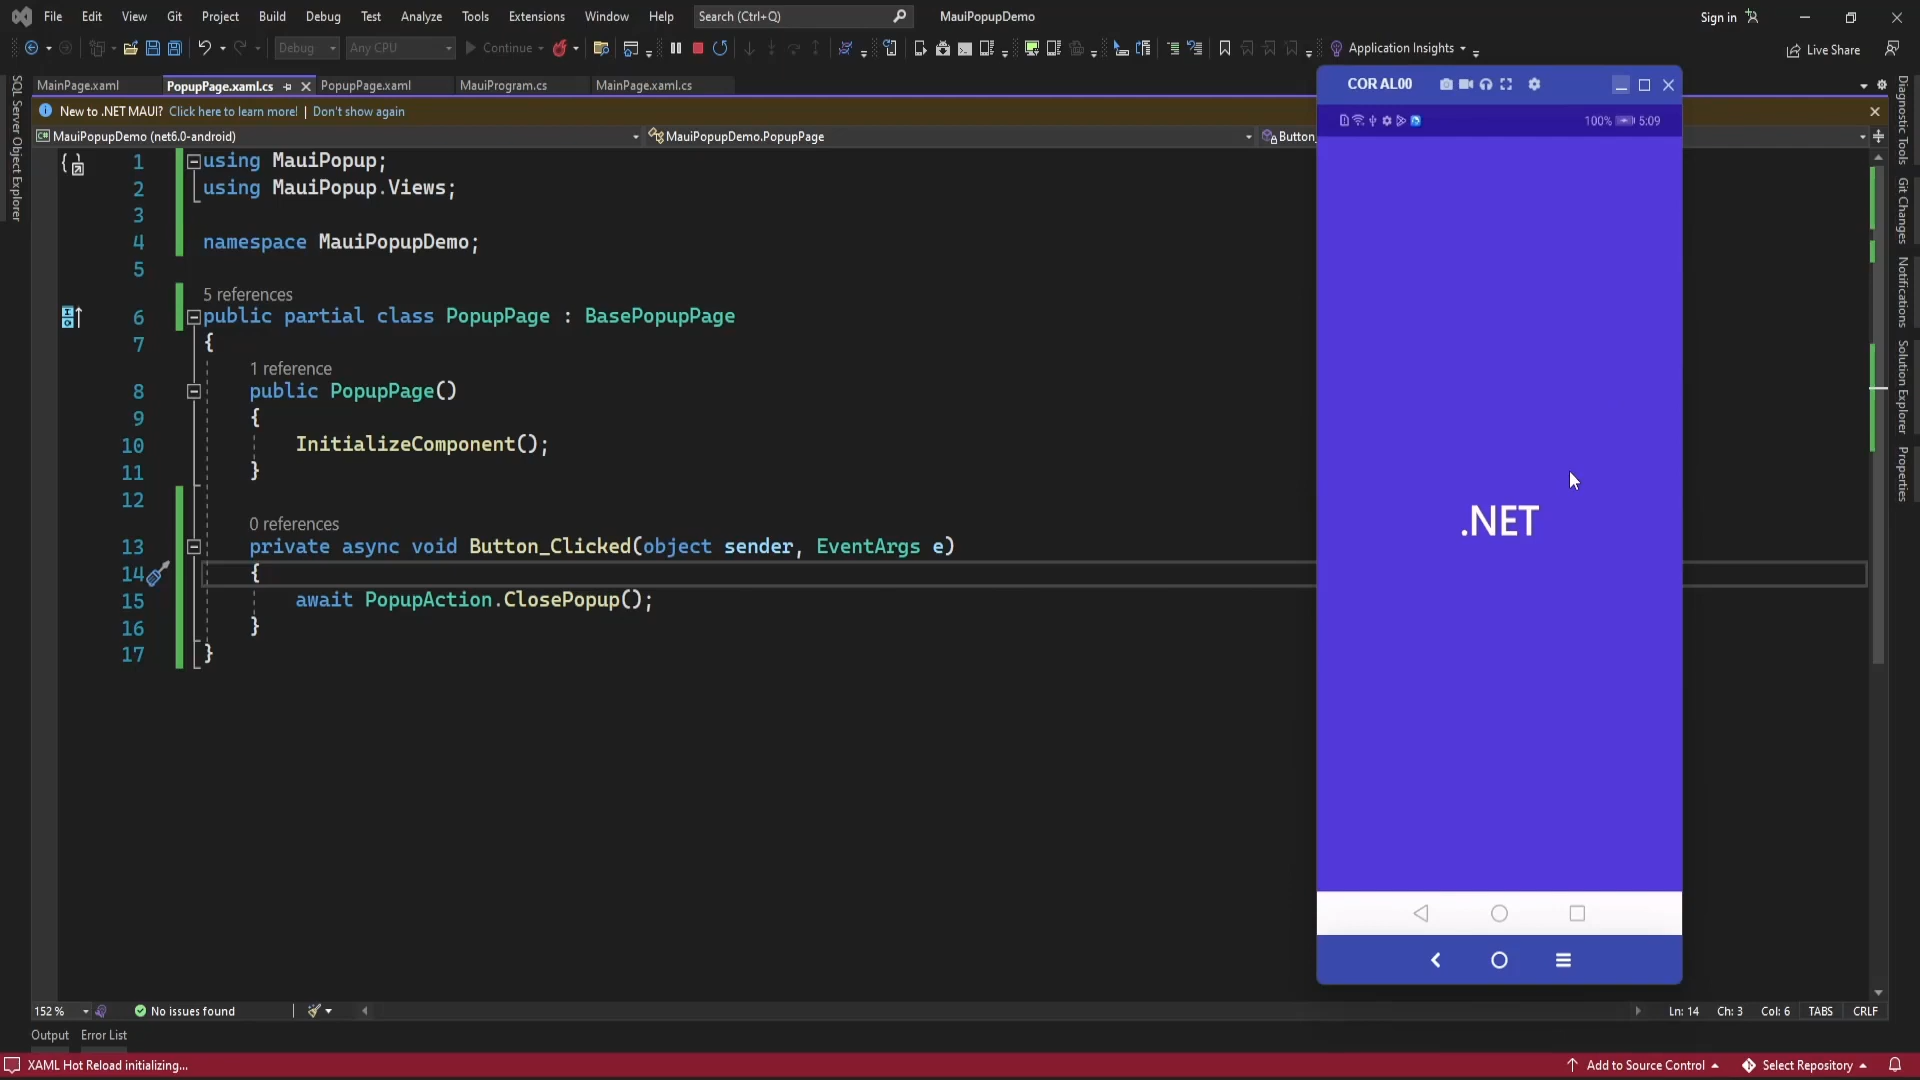 File Edit View Git Project Build Debug Test Analyze Tools Extensions Window Help Search (Ctrl+Q) MauiPopupDemo Sign in
Debug Any CPU Continue Application Insights Live Share
MainPage.xaml PopupPage.xaml.cs PopupPage.xaml MauiProgram.cs MainPage.xaml.cs
New to .NET MAUI? Click here to learn more! | Don't show again
MauiPopupDemo (net6.0-android) MauiPopupDemo.PopupPage Button_
SQL Server Object Explorer
1 using MauiPopup;
2 using MauiPopup.Views;
3
4 namespace MauiPopupDemo;
5
5 references
6 public partial class PopupPage : BasePopupPage
7 {
1 reference
8 public PopupPage()
9 {
10 InitializeComponent();
11 }
12
0 references
13 private async void Button_Clicked(object sender, EventArgs e)
14 {
15 await PopupAction.ClosePopup();
16 }
17 }
COR AL00
100% 5:09
.NET
Diagnostic Tools
Git Changes
Notifications
Solution Explorer
Properties
152 % No issues found Ln: 14 Ch: 3 Col: 6 TABS CRLF
Output Error List
XAML Hot Reload initializing... Add to Source Control Select Repository